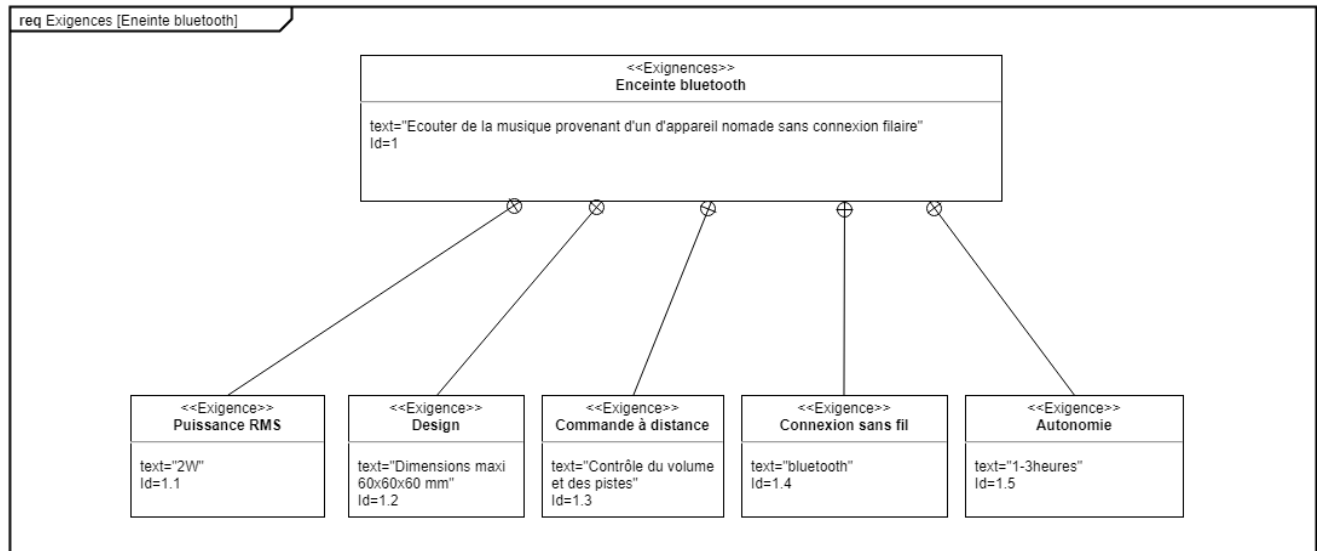 req Exigences [Eneinte bluetooth]
<<Exignences>>
Enceinte bluetooth
text="Ecouter de la musique provenant d'un d'appareil nomade sans connexion filaire"
Id=1
<<Exigence>>
Puissance RMS
text="2W"
Id=1.1
<<Exigence>>
Design
text="Dimensions maxi
60x60x60 mm"
Id=1.2
<<Exigence>>
Commande à distance
text="Contrôle du volume
et des pistes"
Id=1.3
<<Exigence>>
Connexion sans fil
text="bluetooth"
Id=1.4
<<Exigence>>
Autonomie
text="1-3heures"
Id=1.5